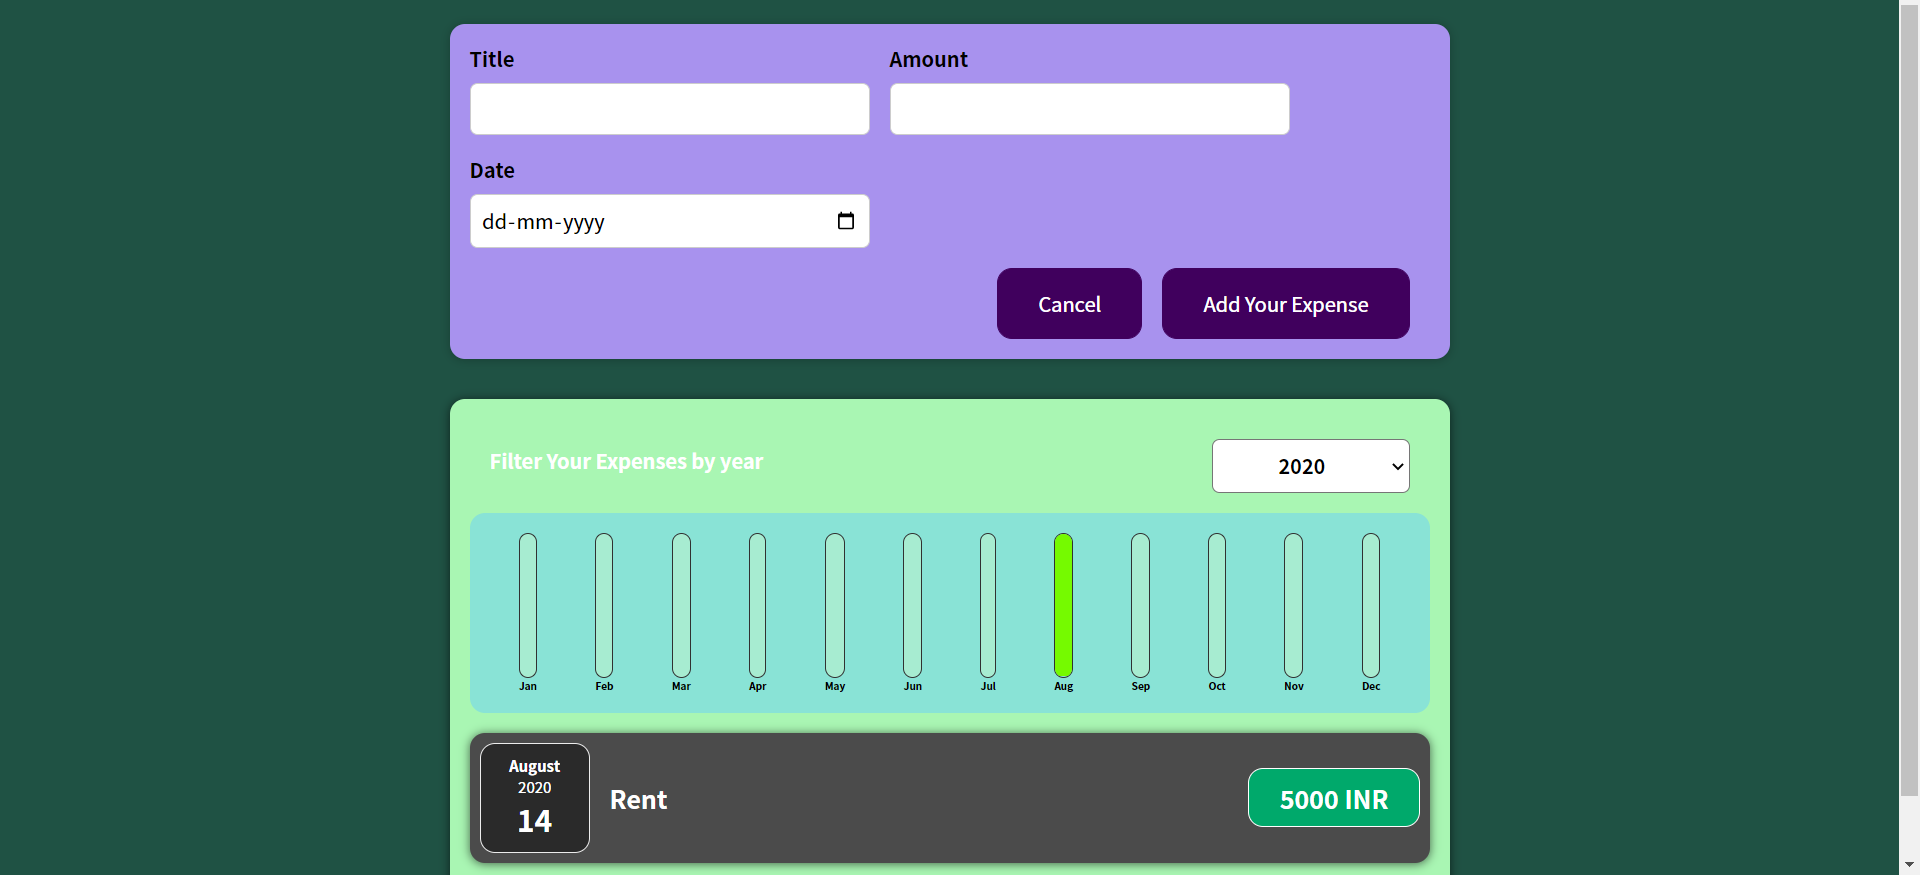 Title
Amount
Date
dd-mm-yyyy
Cancel
Add Your Expense
Filter Your Expenses by year
2020
Jan
Feb
Mar
Apr
May
Jun
Jul
Aug
Sep
Oct
Nov
Dec
August
2020
14
Rent
5000 INR